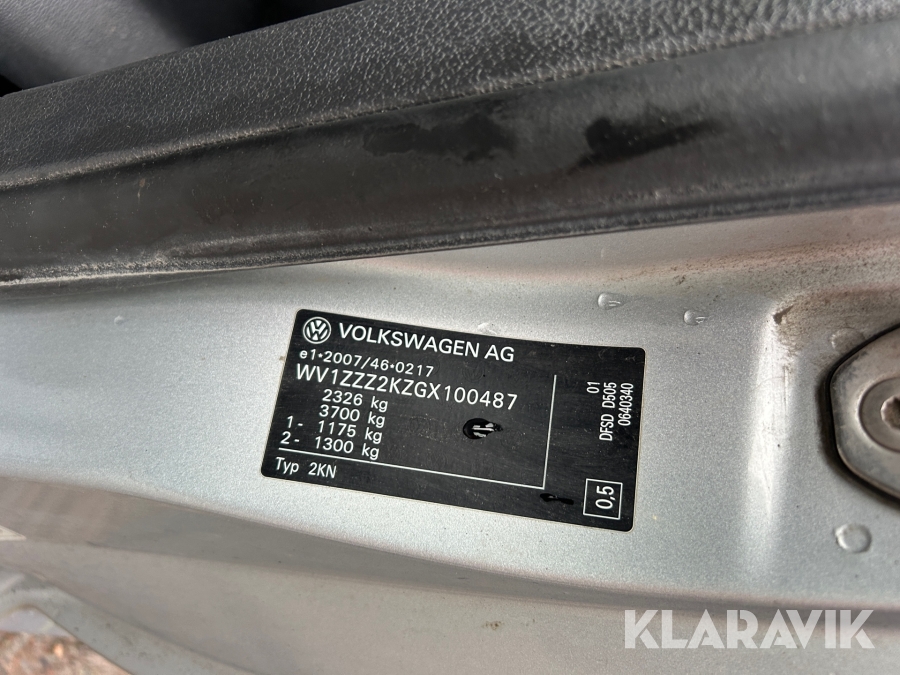 VOLKSWAGEN AG
e1*2007/46*0217
WV1ZZZ2KZGX100487
2326 kg
3700 kg
1- 1175 kg
2- 1300 kg
Typ 2KN
01
DFSD D505
0640340
0,5
KLARAVIK